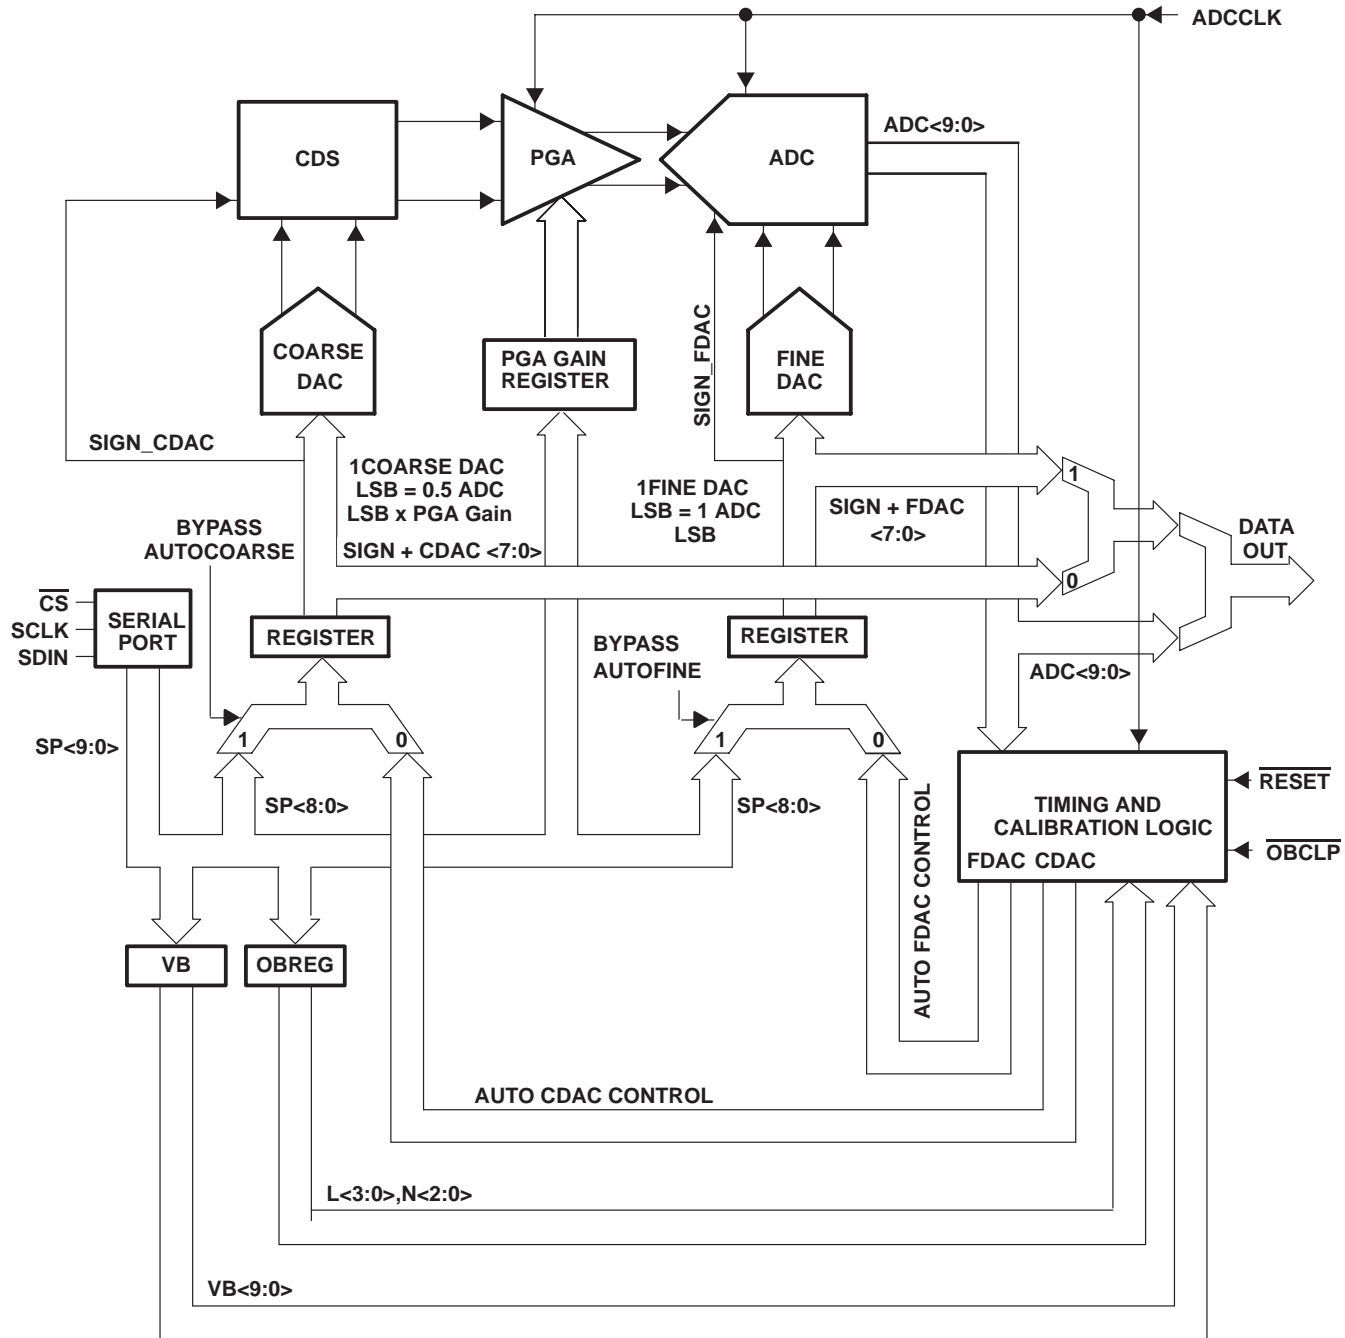 ADCCLK
ADC<9:0>
CDS
PGA
ADC
COARSE
DAC
PGA GAIN
REGISTER
SIGN_FDAC
FINE
DAC
SIGN_CDAC
1COARSE DAC
LSB = 0.5 ADC
LSB x PGA Gain
1FINE DAC
LSB = 1 ADC
LSB
1
SIGN + FDAC
<7:0>
BYPASS
AUTOCOARSE
SIGN + CDAC <7:0>
DATA
OUT
0
CS
SCLK
SDIN
SERIAL
PORT
REGISTER
BYPASS
AUTOFINE
REGISTER
ADC<9:0>
SP<9:0>
1
0
1
0
SP<8:0>
SP<8:0>
AUTO FDAC CONTROL
TIMING AND
CALIBRATION LOGIC
FDAC CDAC
RESET
OBCLP
VB
OBREG
AUTO CDAC CONTROL
L<3:0>,N<2:0>
VB<9:0>